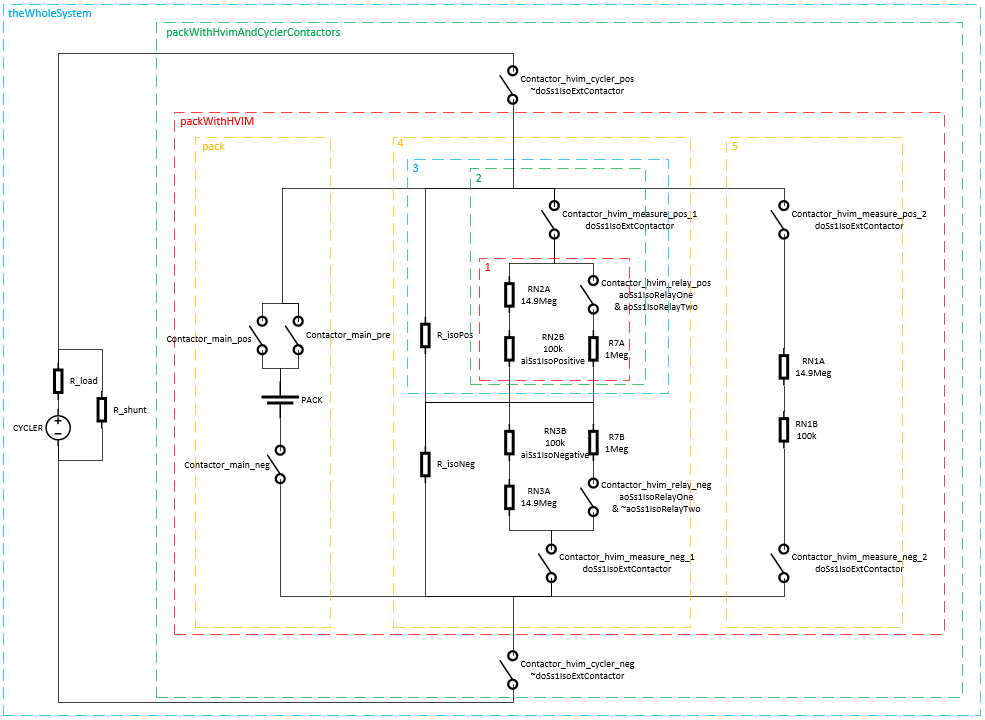 theWholeSystem
packWithHvimAndCyclerContactors
Contactor_hvim_cycler_pos
~doSs1IsoExtContactor
packWithHVIM
pack
4
5
3
2
Contactor_hvim_measure_pos_1
doSs1IsoExtContactor
Contactor_hvim_measure_pos_2
doSs1IsoExtContactor
1
RN2A
14.9Meg
Contactor_hvim_relay_pos
aoSs1IsoRelayOne
& aoSs1IsoRelayTwo
Contactor_main_pos
Contactor_main_pre
R_isoPos
RN2B
100k
aiSs1IsoPositive
R7A
1Meg
RN1A
14.9Meg
R_load
R_shunt
PACK
CYCLER
+
−
RN3B
100k
aiSs1IsoNegative
R7B
1Meg
RN1B
100k
Contactor_main_neg
R_isoNeg
RN3A
14.9Meg
Contactor_hvim_relay_neg
aoSs1IsoRelayOne
& ~aoSs1IsoRelayTwo
Contactor_hvim_measure_neg_1
doSs1IsoExtContactor
Contactor_hvim_measure_neg_2
doSs1IsoExtContactor
Contactor_hvim_cycler_neg
~doSs1IsoExtContactor